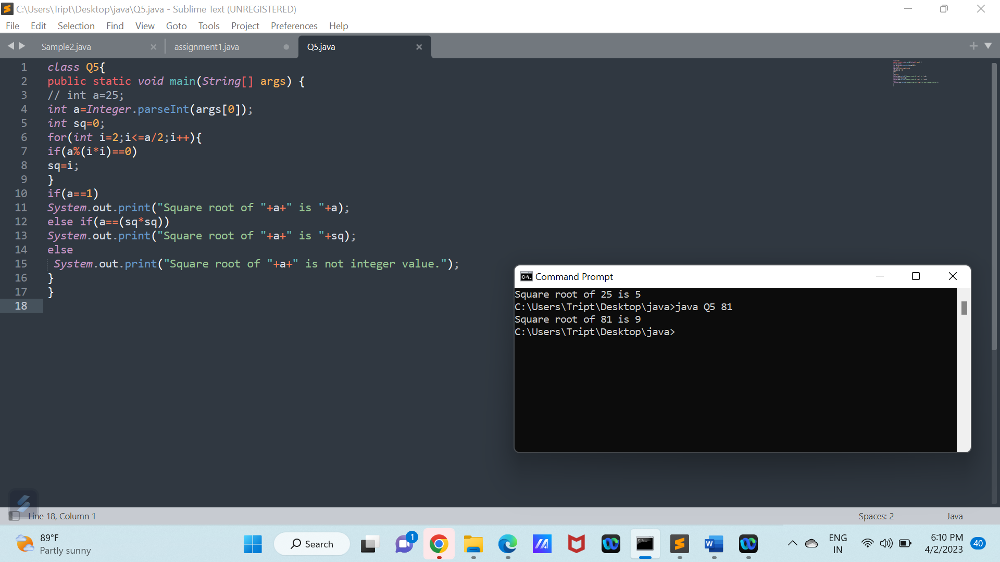 C:\Users\Tript\Desktop\java\Q5.java - Sublime Text (UNREGISTERED)
File Edit Selection Find View Goto Tools Project Preferences Help
Sample2.java assignment1.java Q5.java
1 class Q5{
2 public static void main(String[] args) {
3 // int a=25;
4 int a=Integer.parseInt(args[0]);
5 int sq=0;
6 for(int i=2;i<=a/2;i++){
7 if(a%(i*i)==0)
8 sq=i;
9 }
10 if(a==1)
11 System.out.print("Square root of "+a+" is "+a);
12 else if(a==(sq*sq))
13 System.out.print("Square root of "+a+" is "+sq);
14 else
15 System.out.print("Square root of "+a+" is not integer value.");
16 }
17 }
18
Command Prompt
Square root of 25 is 5
C:\Users\Tript\Desktop\java>java Q5 81
Square root of 81 is 9
C:\Users\Tript\Desktop\java>
Line 18, Column 1 Spaces: 2 Java
89°F
Partly sunny
Search
1
ENG
IN
6:10 PM
4/2/2023
40